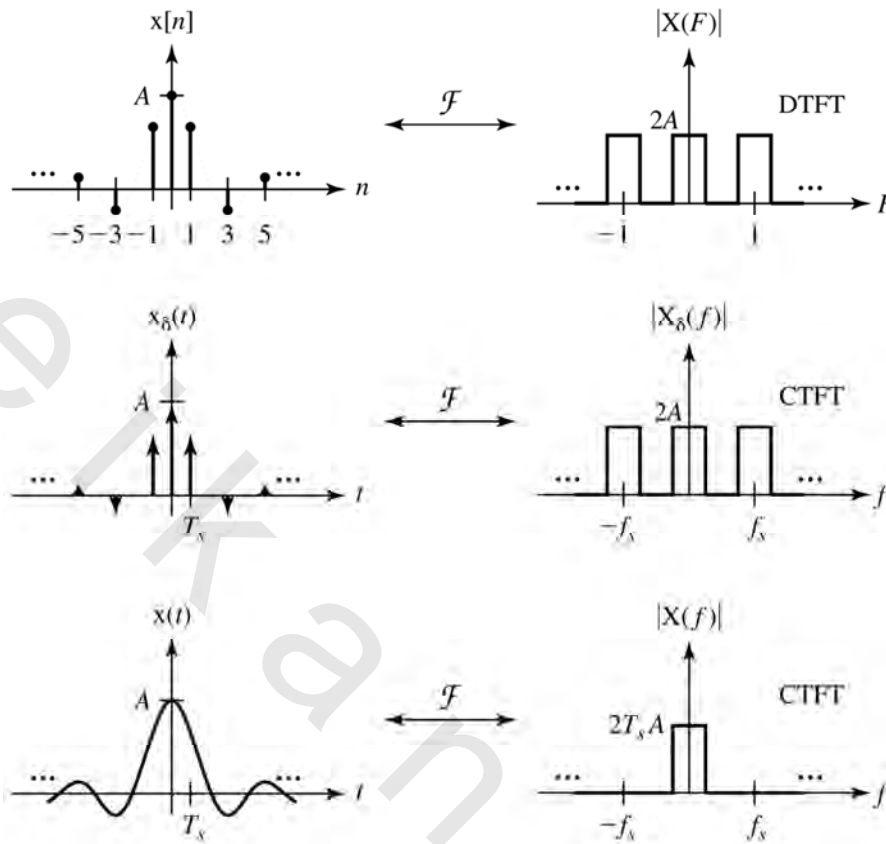 x[n]
A
...
...
n
−5 −3 −1 1 3 5
ℱ
|X(F)|
DTFT
2A
...
...
−1 1
F
x_δ(t)
A
...
...
t
T_s
ℱ
|X_δ(f)|
CTFT
2A
...
...
f
−f_s f_s
x(t)
A
...
...
t
T_s
ℱ
|X(f)|
CTFT
2T_s A
...
...
f
−f_s f_s
e i k a n